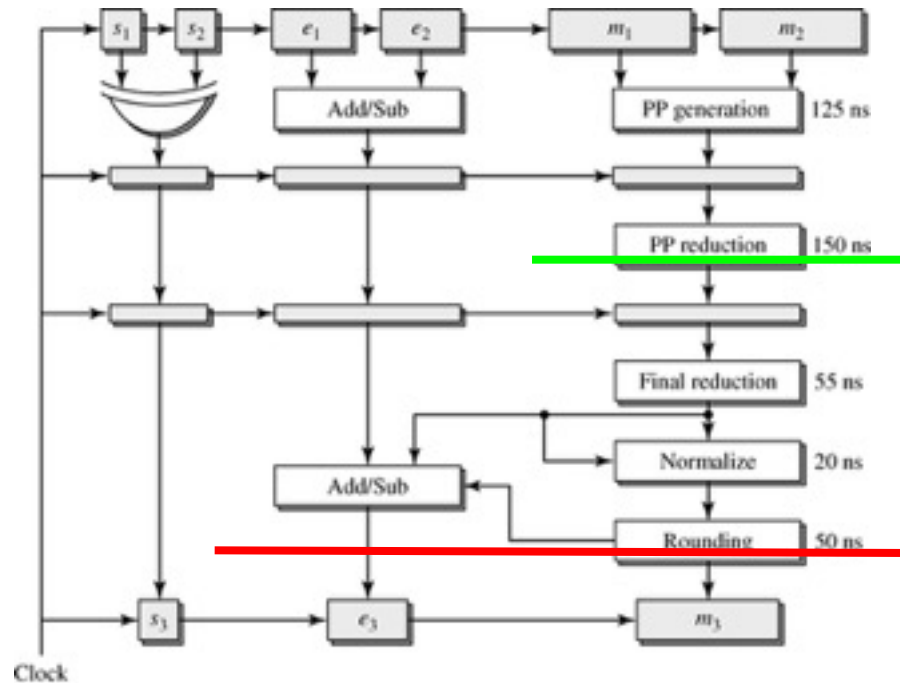 s1 s2 e1 e2 m1 m2
Add/Sub PP generation 125 ns
PP reduction 150 ns
Final reduction 55 ns
Normalize 20 ns
Add/Sub
Rounding 50 ns
s3 e3 m3
Clock